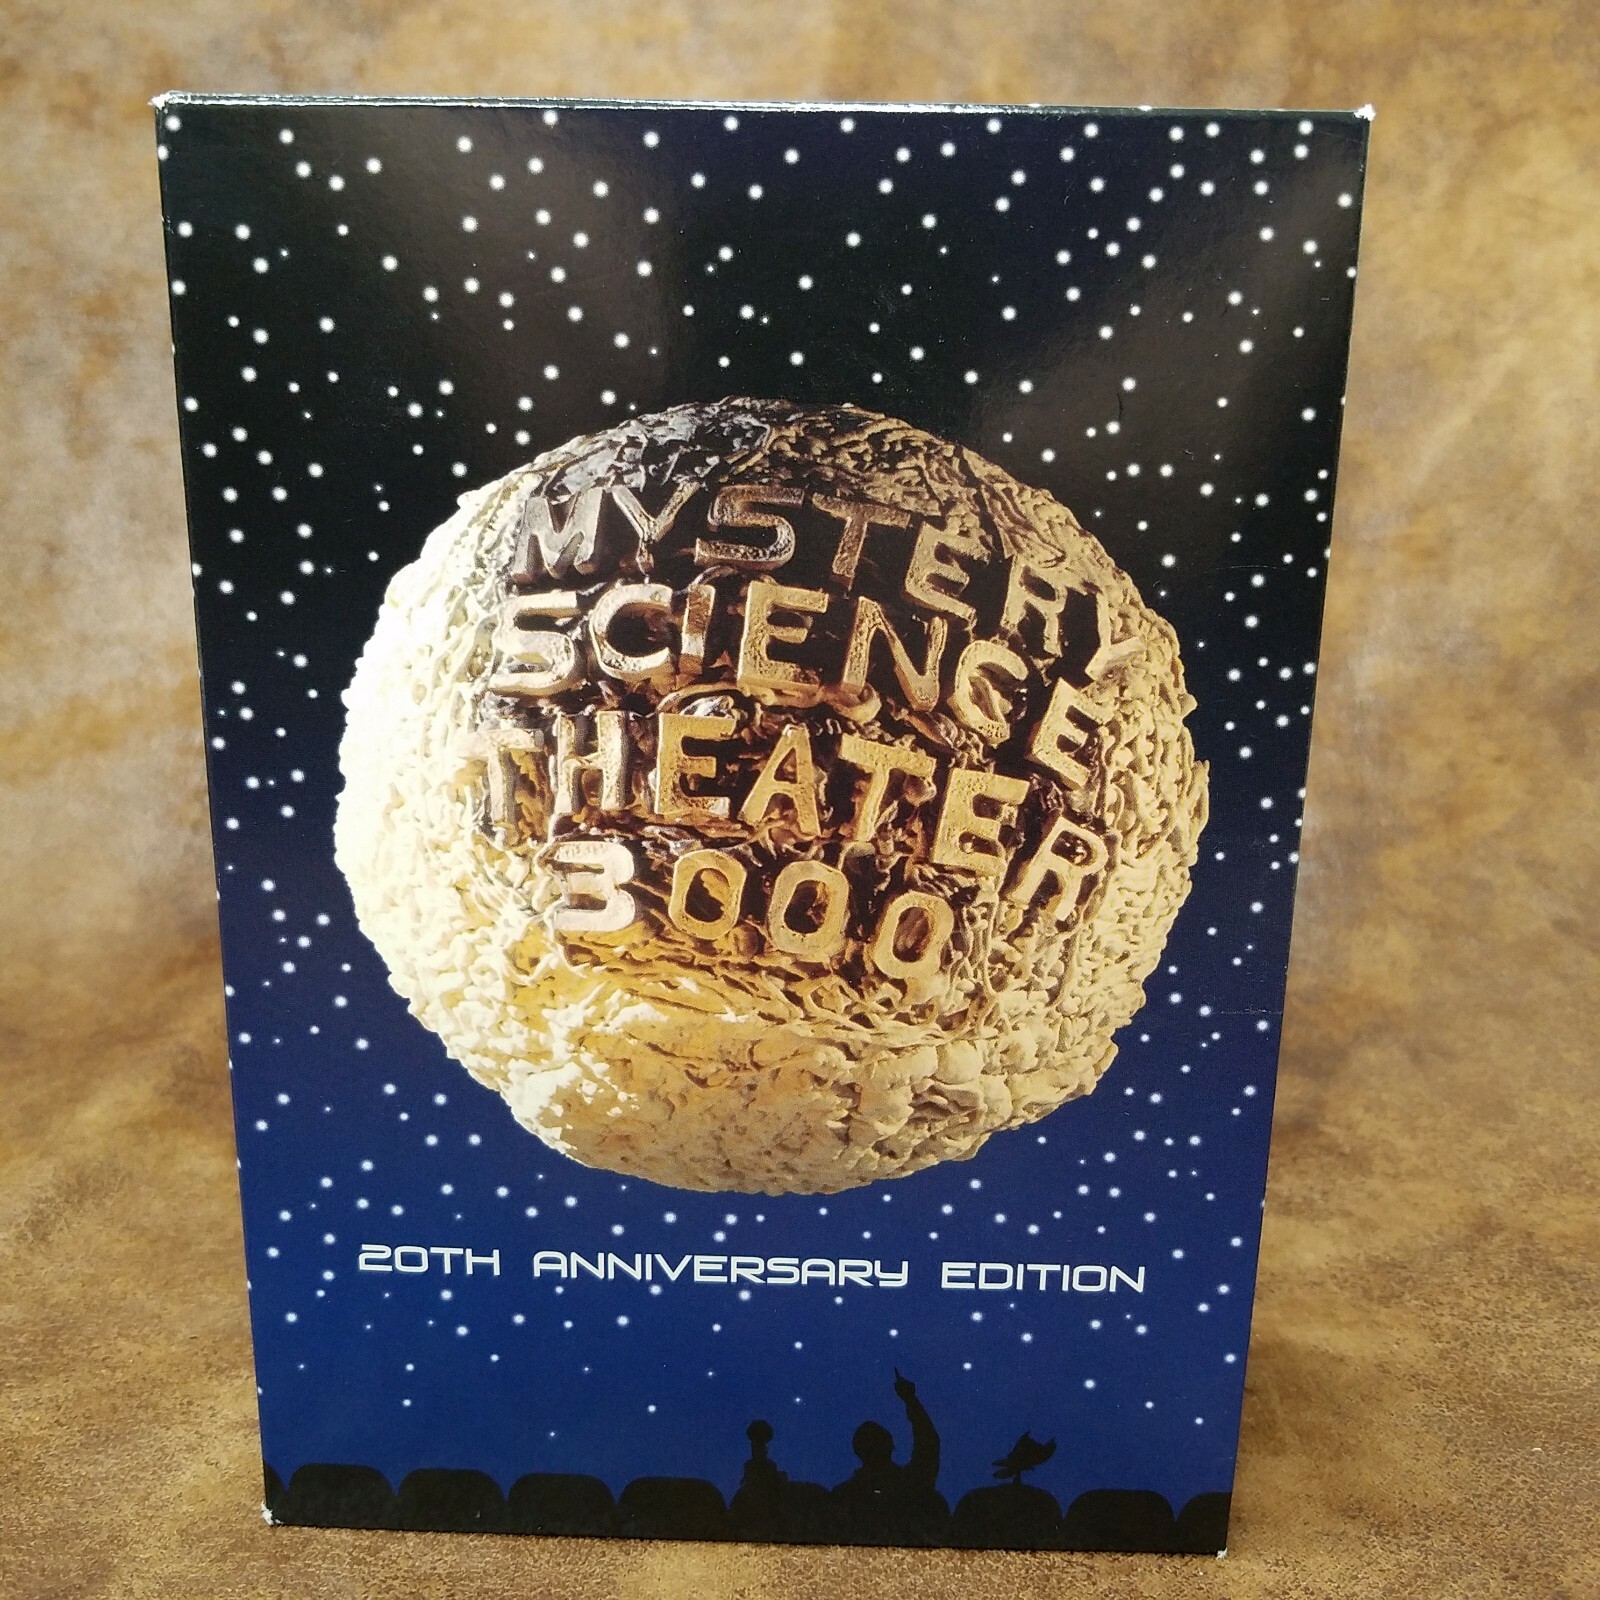 MYSTERY
SCIENCE
THEATER
3000
20TH ANNIVERSARY EDITION